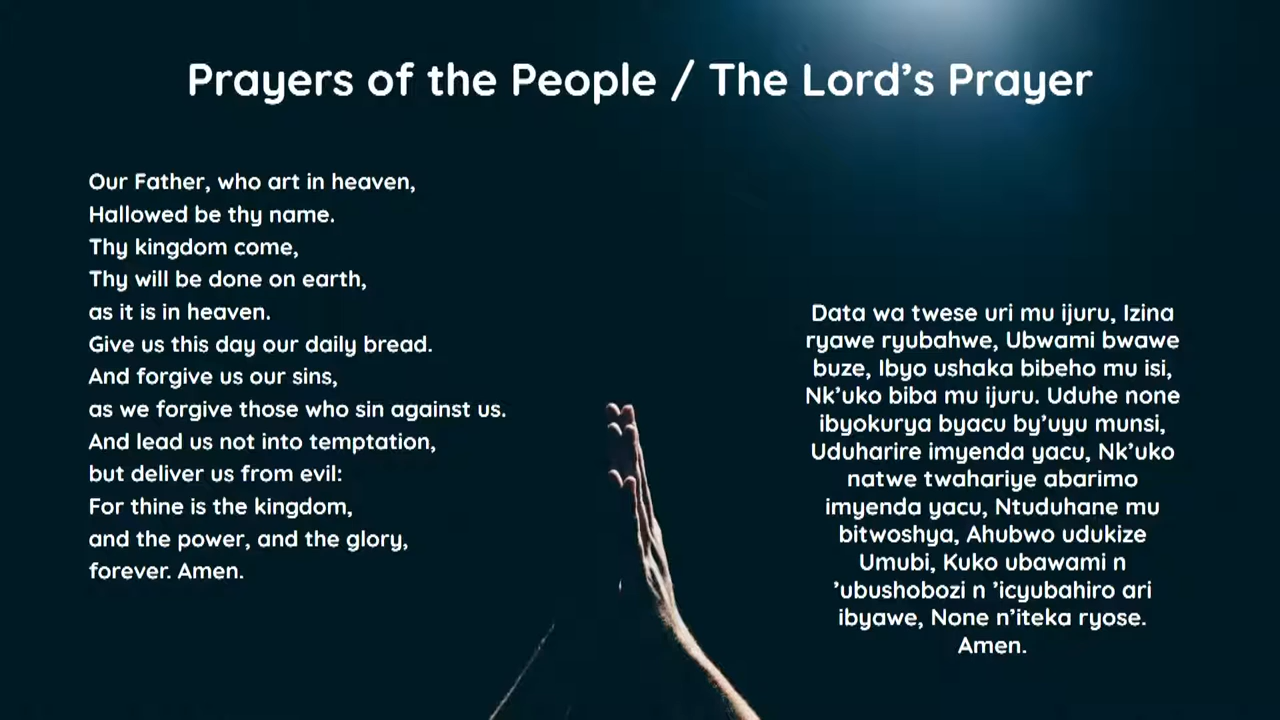 Prayers of the People / The Lord’s Prayer
Our Father, who art in heaven,
Hallowed be thy name.
Thy kingdom come,
Thy will be done on earth,
as it is in heaven.
Give us this day our daily bread.
And forgive us our sins,
as we forgive those who sin against us.
And lead us not into temptation,
but deliver us from evil:
For thine is the kingdom,
and the power, and the glory,
forever. Amen.
Data wa twese uri mu ijuru, Izina
ryawe ryubahwe, Ubwami bwawe
buze, Ibyo ushaka bibeho mu isi,
Nk’uko biba mu ijuru. Uduhe none
ibyokurya byacu by’uyu munsi,
Uduharire imyenda yacu, Nk’uko
natwe twahariye abarimo
imyenda yacu, Ntuduhane mu
bitwoshya, Ahubwo udukize
Umubi, Kuko ubawami n
’ubushobozi n ’icyubahiro ari
ibyawe, None n’iteka ryose.
Amen.